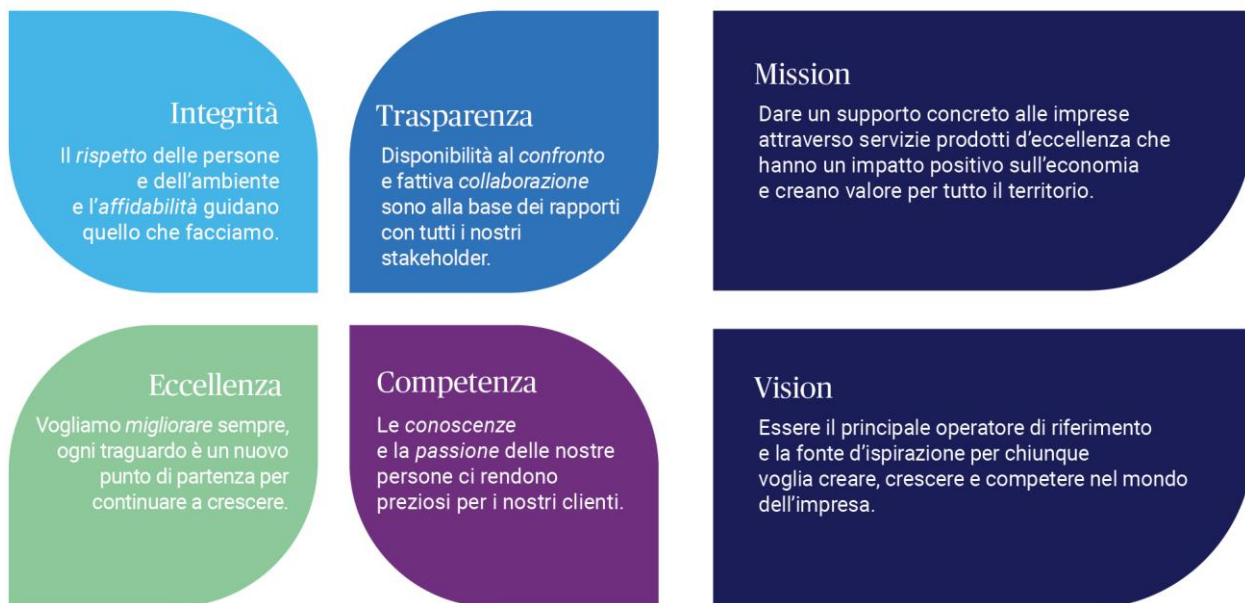 Integrità
Il rispetto delle persone
e dell'ambiente
e l'affidabilità guidano
quello che facciamo.
Trasparenza
Disponibilità al confronto
e fattiva collaborazione
sono alla base dei rapporti
con tutti i nostri
stakeholder.
Mission
Dare un supporto concreto alle imprese
attraverso servizie prodotti d'eccellenza che
hanno un impatto positivo sull'economia
e creano valore per tutto il territorio.
Eccellenza
Vogliamo migliorare sempre,
ogni traguardo è un nuovo
punto di partenza per
continuare a crescere.
Competenza
Le conoscenze
e la passione delle nostre
persone ci rendono
preziosi per i nostri clienti.
Vision
Essere il principale operatore di riferimento
e la fonte d'ispirazione per chiunque
voglia creare, crescere e competere nel mondo
dell'impresa.